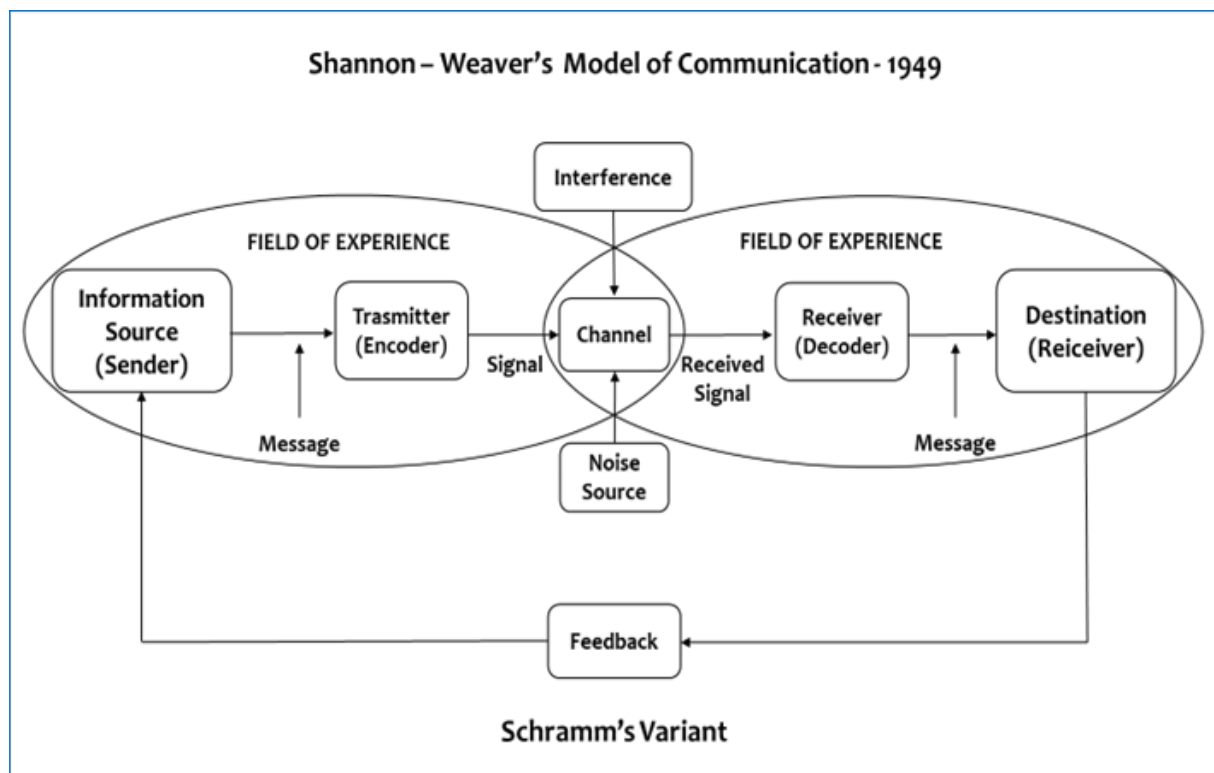 Shannon – Weaver's Model of Communication - 1949
Interference
FIELD OF EXPERIENCE
FIELD OF EXPERIENCE
Information
Source
(Sender)
Trasmitter
(Encoder)
Signal
Channel
Received
Signal
Receiver
(Decoder)
Destination
(Reiceiver)
Message
Message
Noise
Source
Feedback
Schramm's Variant